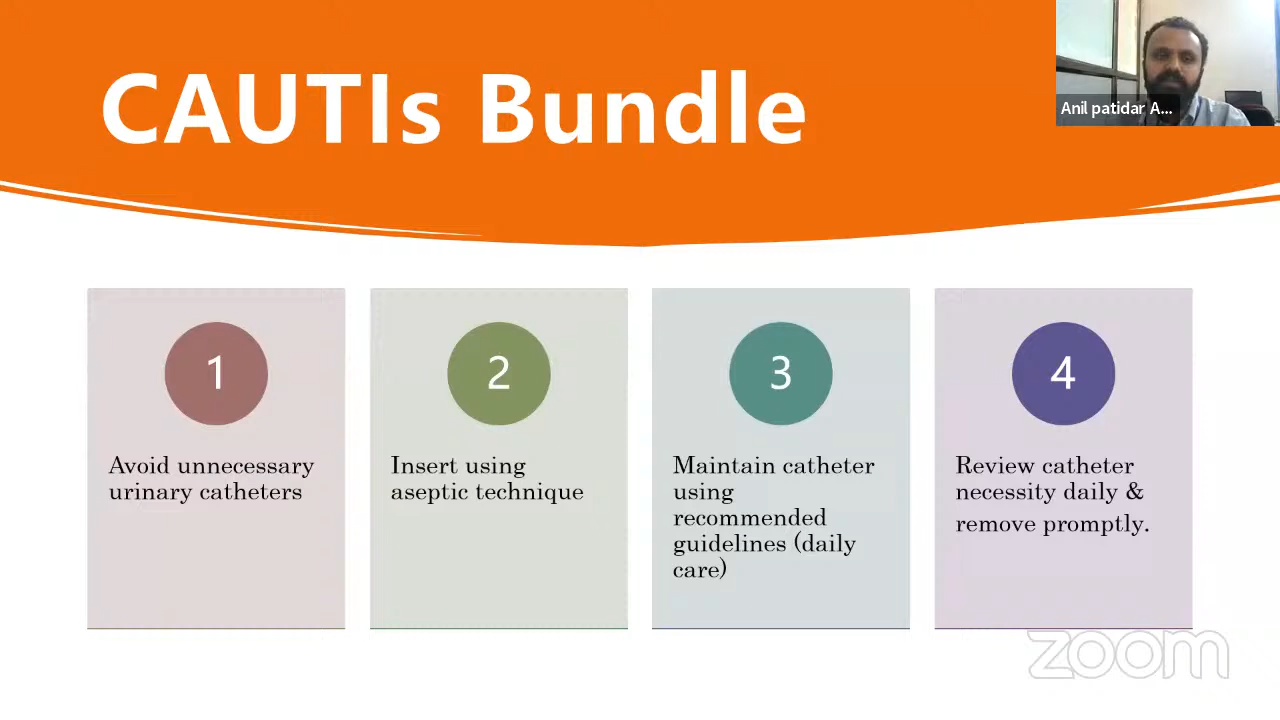 CAUTIs Bundle
Anil patidar A...
1
Avoid unnecessary
urinary catheters
2
Insert using
aseptic technique
3
Maintain catheter
using
recommended
guidelines (daily
care)
4
Review catheter
necessity daily &
remove promptly.
zoom